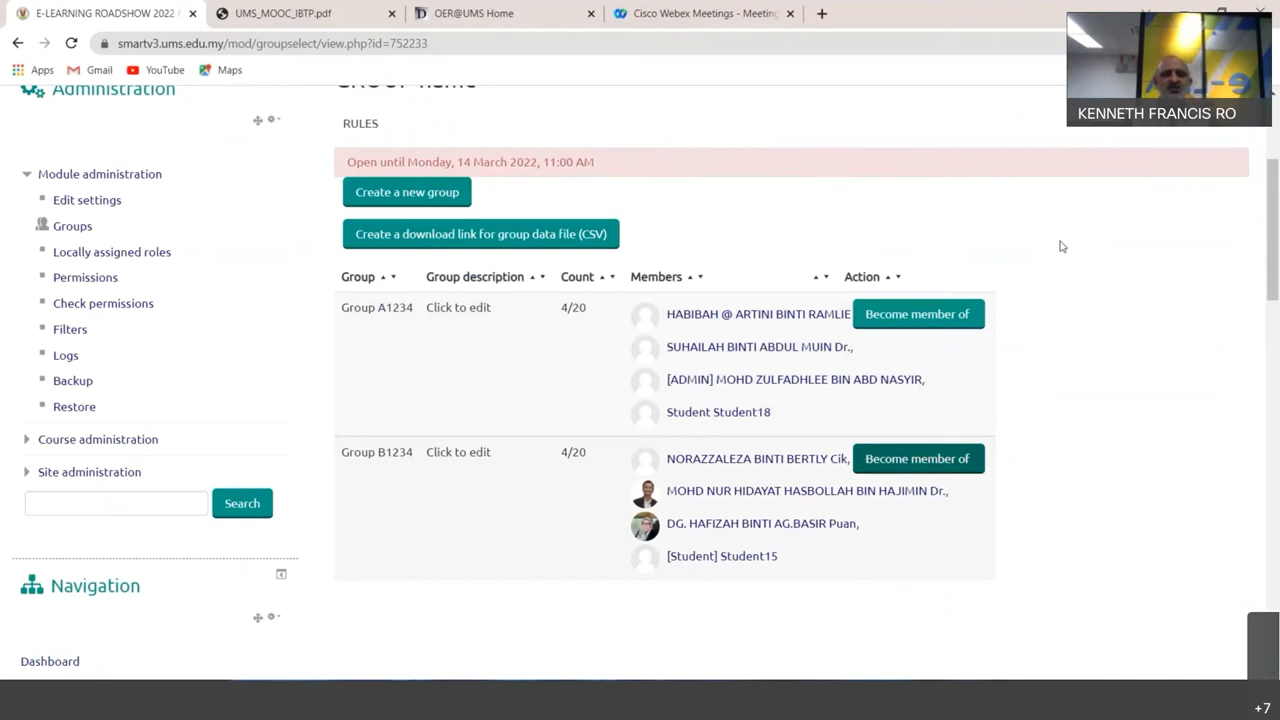 E-LEARNING ROADSHOW 2022
UMS_MOOC_IBTP.pdf
OER@UMS Home
Cisco Webex Meetings - Meeting
smartv3.ums.edu.my/mod/groupselect/view.php?id=752233
Apps
Gmail
YouTube
Maps
KENNETH FRANCIS RO
Administration
Module administration
Edit settings
Groups
Locally assigned roles
Permissions
Check permissions
Filters
Logs
Backup
Restore
Course administration
Site administration
Search
Navigation
Dashboard
RULES
Open until Monday, 14 March 2022, 11:00 AM
Create a new group
Create a download link for group data file (CSV)
Group Group description Count Members Action
Group A1234 Click to edit 4/20 HABIBAH @ ARTINI BINTI RAMLIE Become member of
SUHAILAH BINTI ABDUL MUIN Dr.,
[ADMIN] MOHD ZULFADHLEE BIN ABD NASYIR,
Student Student18
Group B1234 Click to edit 4/20 NORAZZALEZA BINTI BERTLY Cik, Become member of
MOHD NUR HIDAYAT HASBOLLAH BIN HAJIMIN Dr.,
DG. HAFIZAH BINTI AG.BASIR Puan,
[Student] Student15
+7